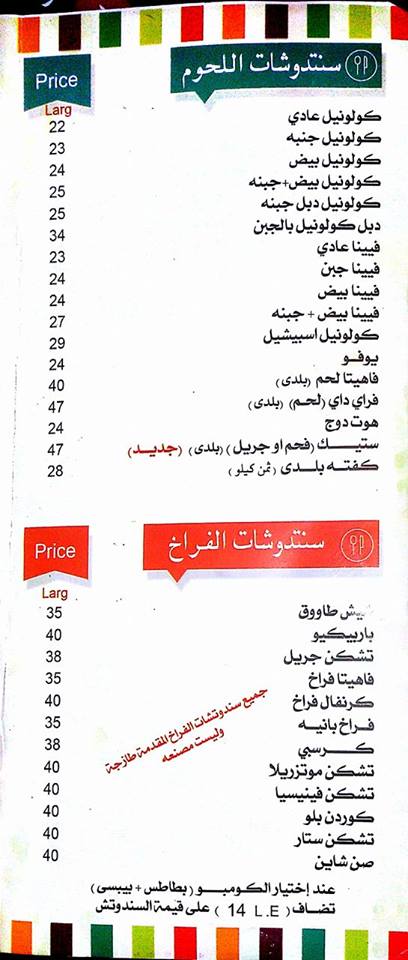 سنتدوشات اللحوم
Price
Larg
كولونيل عادي 22
كولونيل جنبه 23
كولونيل بيض 24
كولونيل بيض+جبنه 25
كولونيل دبل جبنه 25
دبل كولونيل بالجبن 34
فيينا عادي 23
فيينا جبن 24
فيينا بيض 24
فيينا بيض + جبنه 27
كولونيل اسبيشيل 29
يوفو 24
فاهيتا لحم (بلدى) 40
فراي داي (لحم) (بلدى) 47
هوت دوج 24
ستيك (فحم او جريل) (بلدى) (جديد) 47
كفته بلدى (ثمن كيلو) 28
سنتدوشات الفراخ
Price
Larg
شيش طاووق 35
باربيكيو 40
تشكن جريل 38
فاهيتا فراخ 35
كرنفال فراخ 40
فراخ بانيه 35
كرسبي 38
تشكن موتزريلا 40
تشكن فينيسيا 40
كوردن بلو 40
تشكن ستار 40
صن شاين 40
جميع سندوتشات الفراخ المقدمة طازجة
وليست مصنعه
عند إختيار الكومبو (بطاطس + بيبسى)
تضاف ( 14 L.E ) على قيمة السندوتش